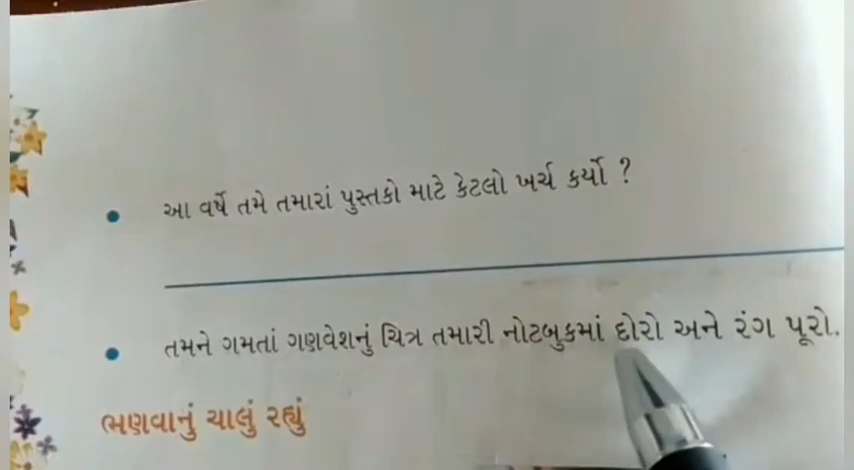 આ વર્ષે તમે તમારાં પુસ્તકો માટે કેટલો ખર્ચ કર્યો ?
તમને ગમતાં ગણવેશનું ચિત્ર તમારી નોટબુકમાં દોરો અને રંગ પૂરો.
ભણવાનું ચાલું રહ્યું